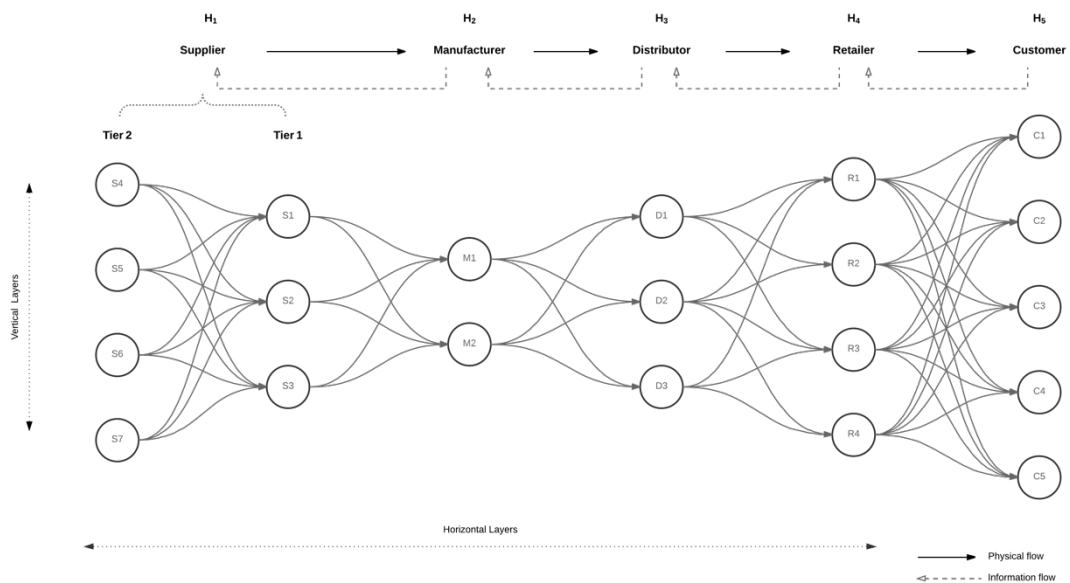 H1 H2 H3 H4 H5
Supplier Manufacturer Distributor Retailer Customer
Tier 2 Tier 1
C1
S4 R1
S1 C2
D1
M1 R2
S5
S2 D2 C3
M2 R3
S6
S3 D3 C4
R4
S7
C5
Vertical Layers
Horizontal Layers
Physical flow
Information flow